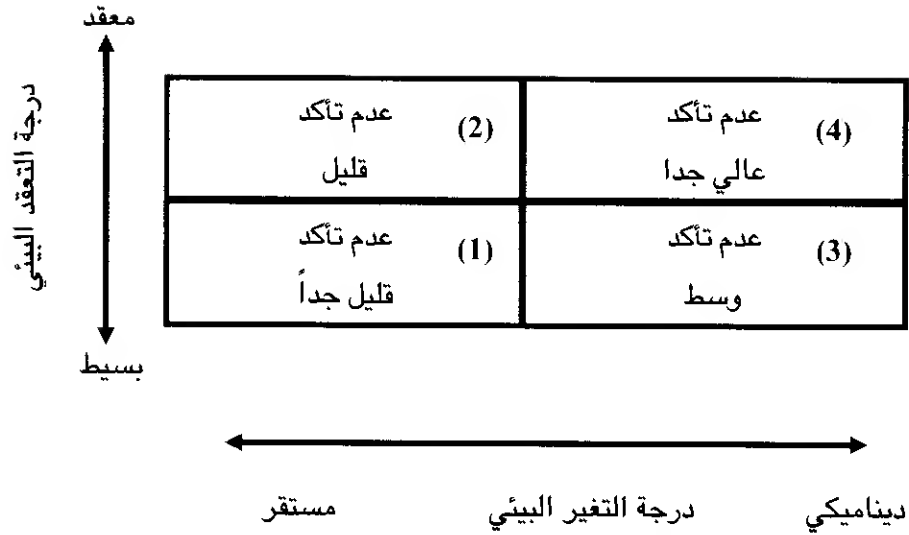 معقد
درجة التعقد البيئي
عدم تأكد (2)
قليل
(4) عدم تأكد
عالي جدا
عدم تأكد (1)
قليل جداً
(3) عدم تأكد
وسط
بسيط
ديناميكي درجة التغير البيئي مستقر